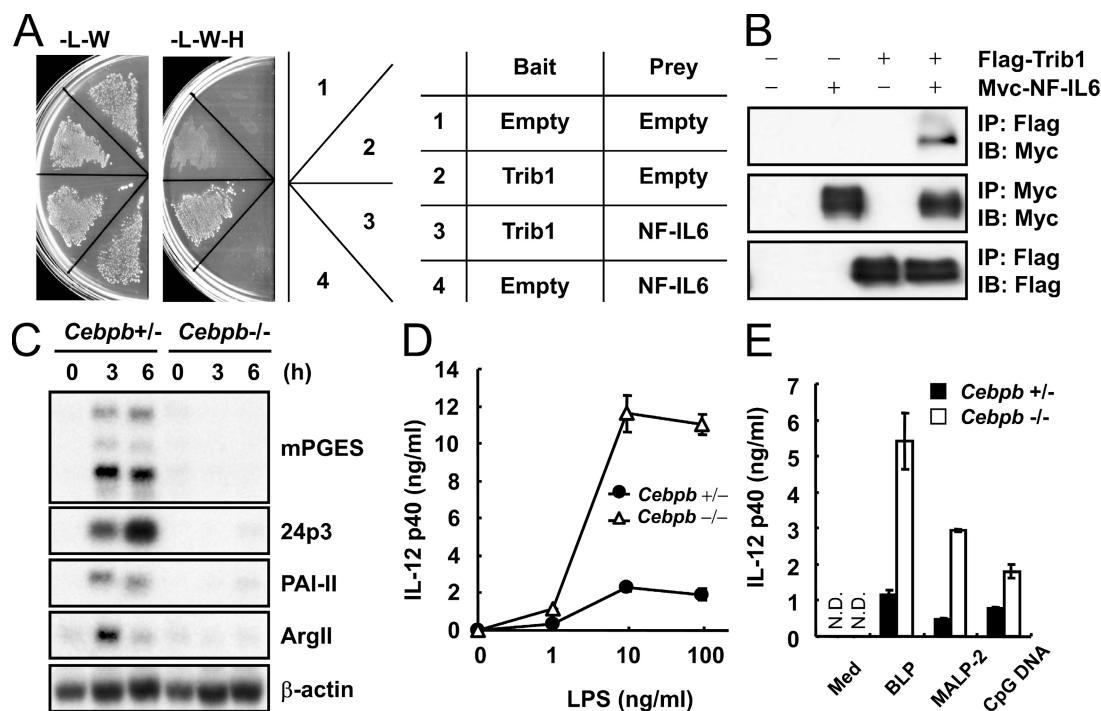 A
-L-W
-L-W-H
1
2
3
4
Bait Prey
1 Empty Empty
2 Trib1 Empty
3 Trib1 NF-IL6
4 Empty NF-IL6
B
− − + + Flag-Trib1
− + − + Mvc-NF-IL6
IP: Flag
IB: Myc
IP: Myc
IB: Myc
IP: Flag
IB: Flag
C
Cebpb+/- Cebpb-/-
0 3 6 0 3 6 (h)
mPGES
24p3
PAI-II
ArgII
β-actin
D
IL-12 p40 (ng/ml)
14
12
10
8
6
4
2
0
Cebpb +/−
Cebpb −/−
0 1 10 100
LPS (ng/ml)
E
IL-12 p40 (ng/ml)
7
6
5
4
3
2
1
0
Cebpb +/-
Cebpb -/-
N.D.
N.D.
Med
BLP
MALP-2
CpG DNA